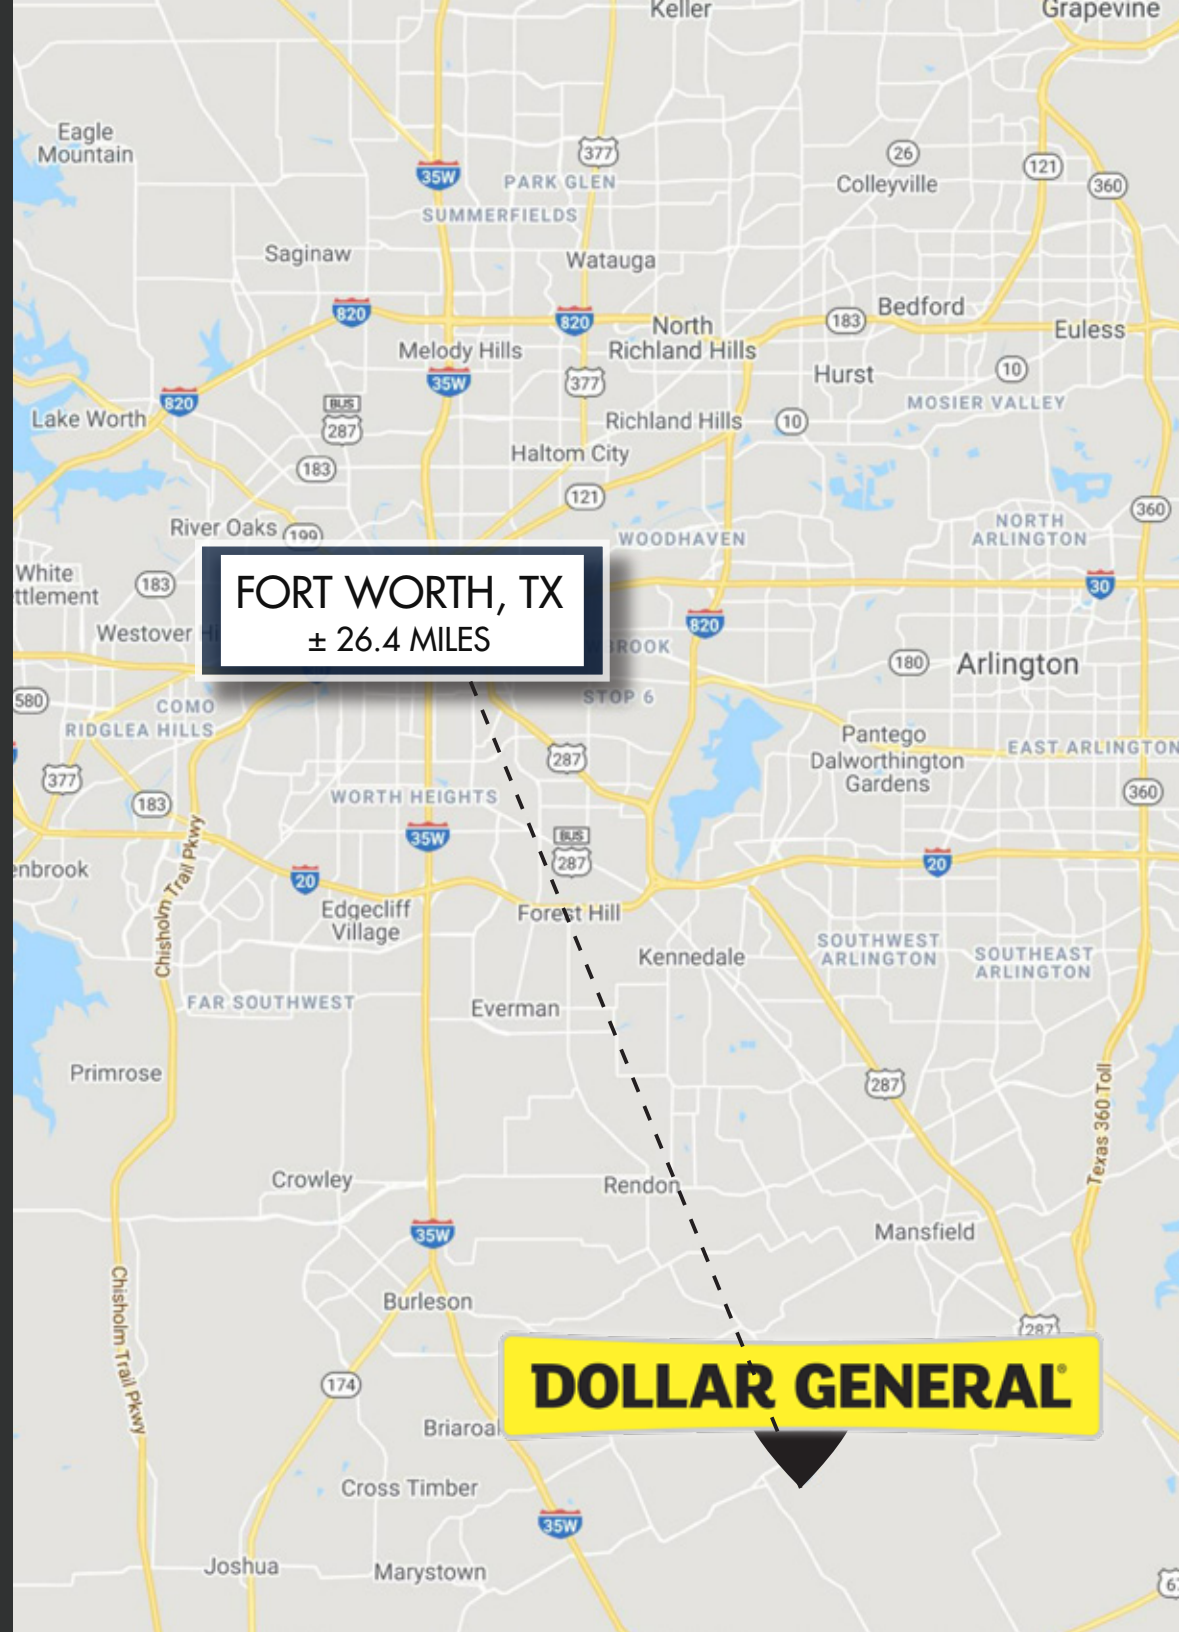 Keller
Grapevine
Eagle
Mountain
377
26
121
35W
PARK GLEN
Colleyville
360
SUMMERFIELDS
Saginaw
Watauga
820
820
North
Richland Hills
183
Bedford
Euless
Melody Hills
35W
377
Hurst
10
820
BUS
287
MOSIER VALLEY
Lake Worth
Richland Hills
10
183
Haltom City
121
360
River Oaks
199
WOODHAVEN
NORTH
ARLINGTON
White
ttlement
183
FORT WORTH, TX
± 26.4 MILES
30
Westover
820
BROOK
180
Arlington
580
COMO
STOP 6
RIDGLEA HILLS
287
Pantego
Dalworthington
Gardens
EAST ARLINGTON
377
183
WORTH HEIGHTS
360
35W
BUS
287
Chisholm Trail Pkwy
enbrook
20
20
Edgecliff
Village
Forest Hill
Kennedale
SOUTHWEST
ARLINGTON
SOUTHEAST
ARLINGTON
FAR SOUTHWEST
Everman
Primrose
287
Texas 360 Toll
Crowley
Rendon
35W
Mansfield
Chisholm Trail Pkwy
Burleson
287
DOLLAR GENERAL®
174
Briaroa
Cross Timber
35W
Joshua
Marystown
6